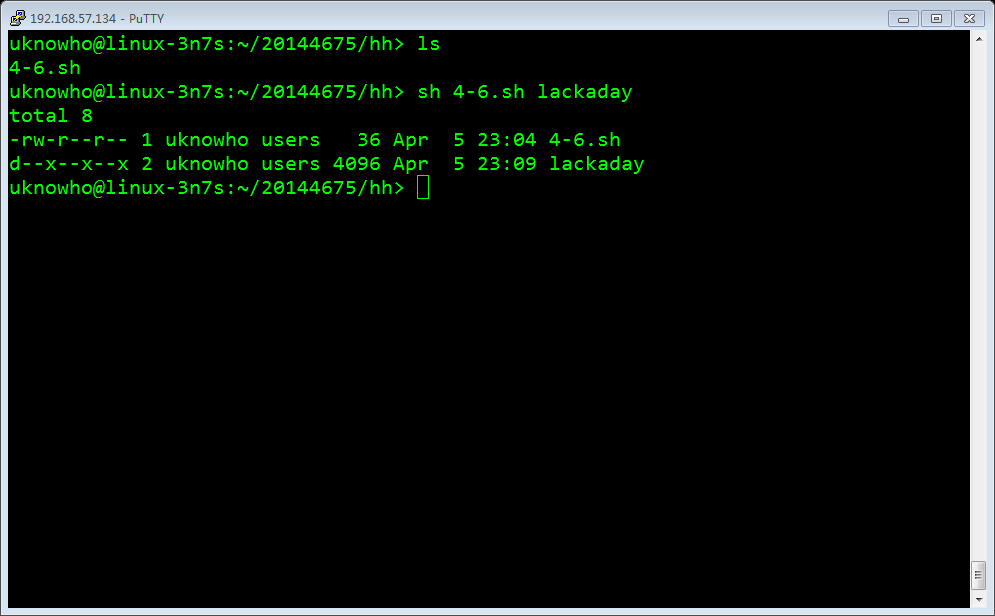 192.168.57.134 - PuTTY
uknowho@linux-3n7s:~/20144675/hh> ls
4-6.sh
uknowho@linux-3n7s:~/20144675/hh> sh 4-6.sh lackaday
total 8
-rw-r--r-- 1 uknowho users   36 Apr  5 23:04 4-6.sh
d--x--x--x 2 uknowho users 4096 Apr  5 23:09 lackaday
uknowho@linux-3n7s:~/20144675/hh>